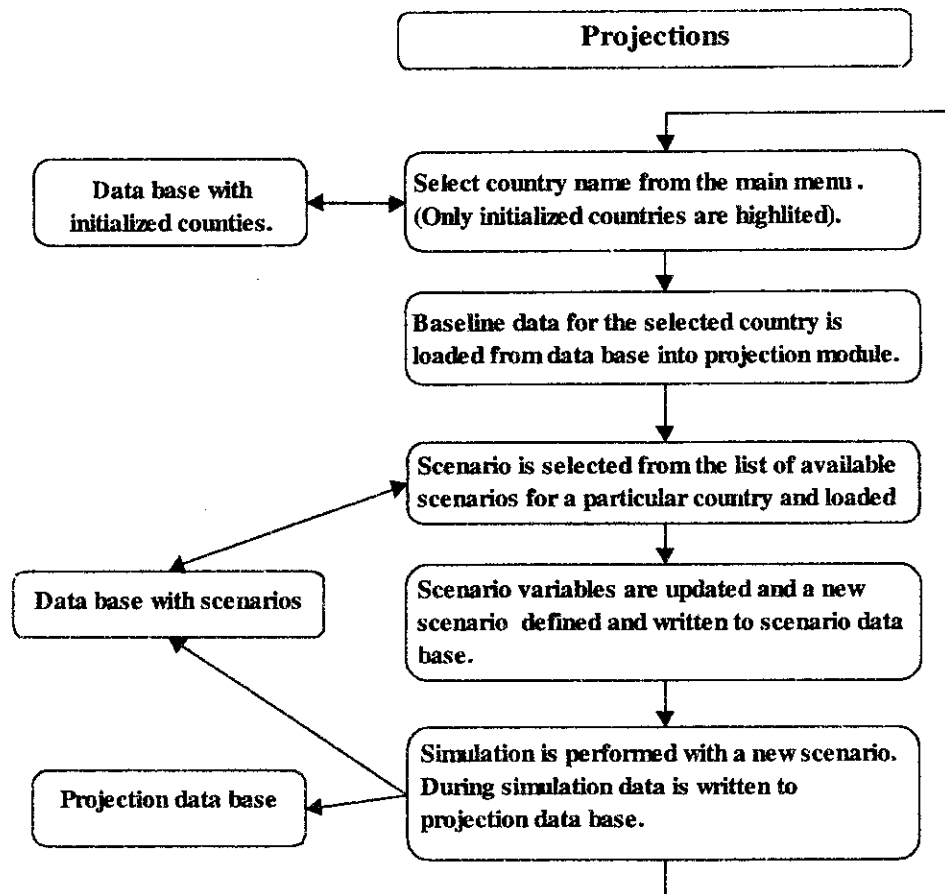 Projections
Data base with
initialized counties.
Select country name from the main menu .
(Only initialized countries are highlited).
Baseline data for the selected country is
loaded from data base into projection module.
Scenario is selected from the list of available
scenarios for a particular country and loaded
Data base with scenarios
Scenario variables are updated and a new
scenario defined and written to scenario data
base.
Projection data base
Simulation is performed with a new scenario.
During simulation data is written to
projection data base.